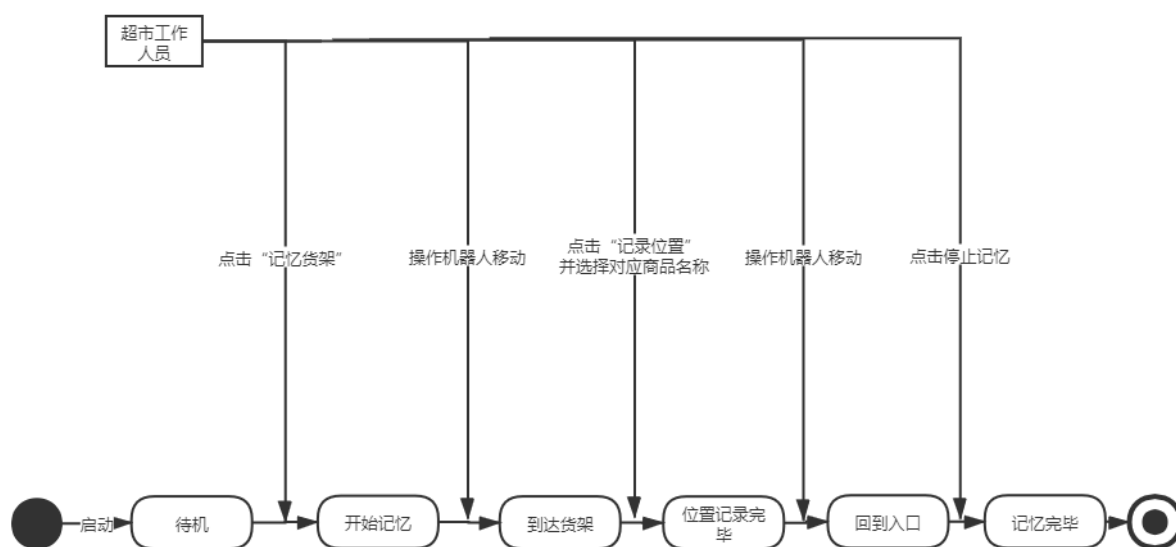 超市工作
人员
点击“记忆货架”
操作机器人移动
点击“记录位置”
并选择对应商品名称
操作机器人移动
点击停止记忆
启动
待机
开始记忆
到达货架
位置记录完
毕
回到入口
记忆完毕